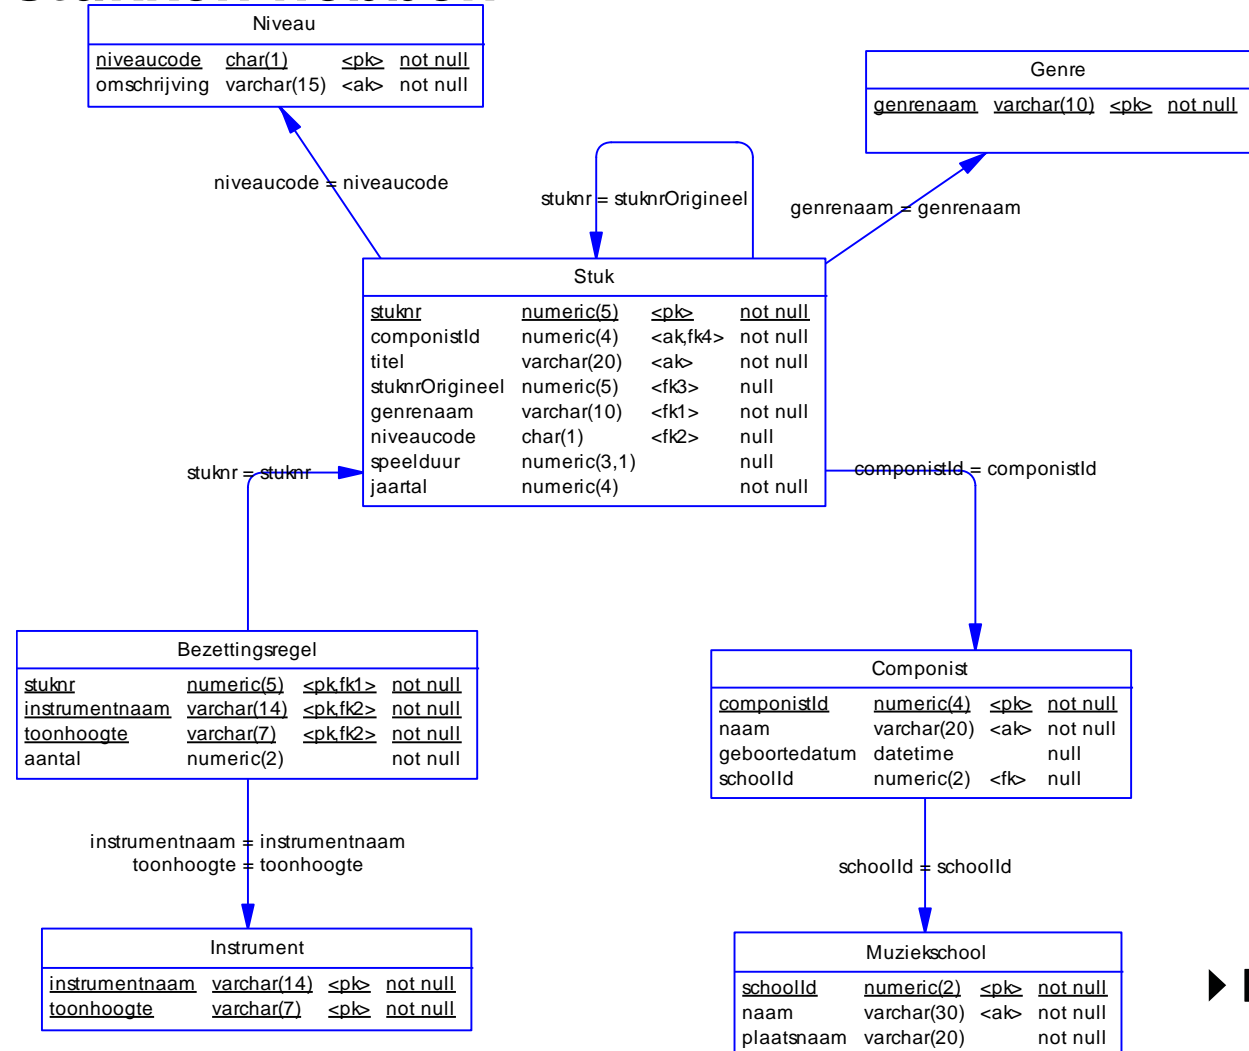 Niveau
niveaucode char(1) <pk> not null
omschrijving varchar(15) <ak> not null
Genre
genrenaam varchar(10) <pk> not null
niveaucode = niveaucode
stuknr = stuknrOrigineel
genrenaam = genrenaam
Stuk
stuknr numeric(5) <pk> not null
componistId numeric(4) <ak,fk4> not null
titel varchar(20) <ak> not null
stuknrOrigineel numeric(5) <fk3> null
genrenaam varchar(10) <fk1> not null
niveaucode char(1) <fk2> null
speelduur numeric(3,1) null
jaartal numeric(4) not null
stuknr = stuknr
componistId = componistId
Bezettingsregel
stuknr numeric(5) <pk,fk1> not null
instrumentnaam varchar(14) <pk,fk2> not null
toonhoogte varchar(7) <pk,fk2> not null
aantal numeric(2) not null
Componist
componistId numeric(4) <pk> not null
naam varchar(20) <ak> not null
geboortedatum datetime null
schoolId numeric(2) <fk> null
instrumentnaam = instrumentnaam
toonhoogte = toonhoogte
schoolId = schoolId
Instrument
instrumentnaam varchar(14) <pk> not null
toonhoogte varchar(7) <pk> not null
Muziekschool
schoolId numeric(2) <pk> not null
naam varchar(30) <ak> not null
plaatsnaam varchar(20) not null